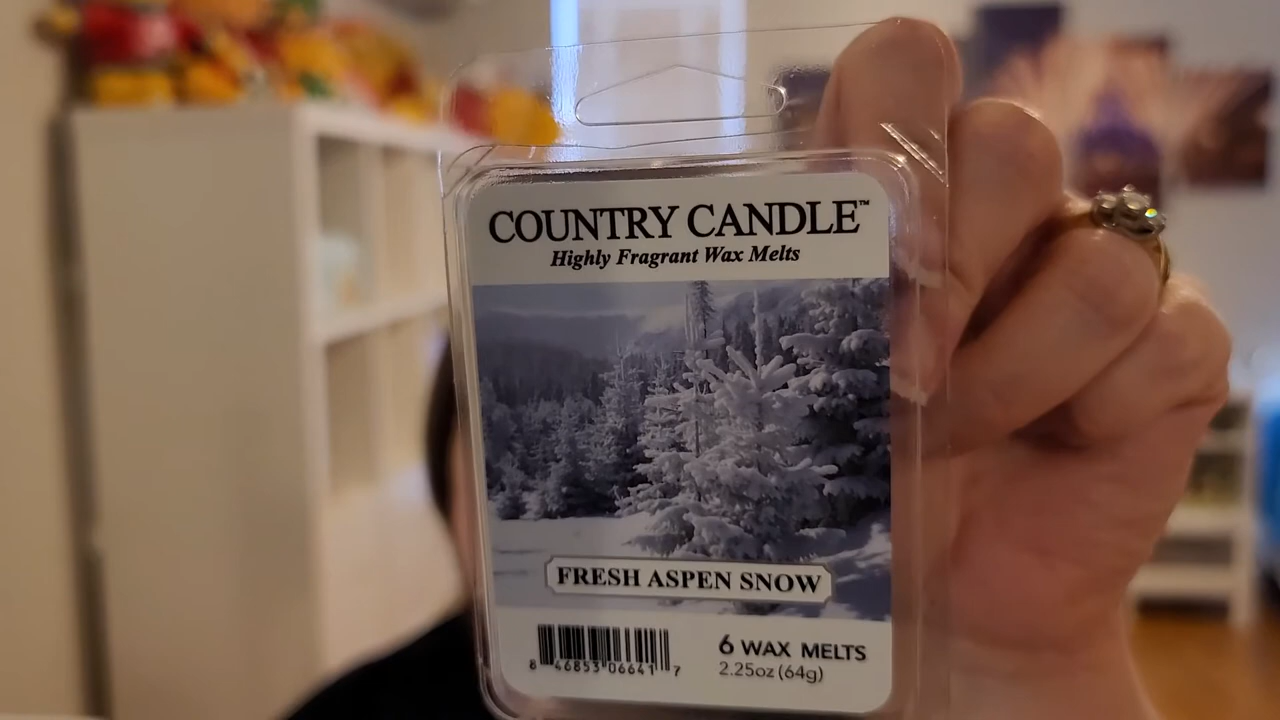 COUNTRY CANDLE™
Highly Fragrant Wax Melts
FRESH ASPEN SNOW
8 46853 06641 7
6 WAX MELTS
2.25oz (64g)